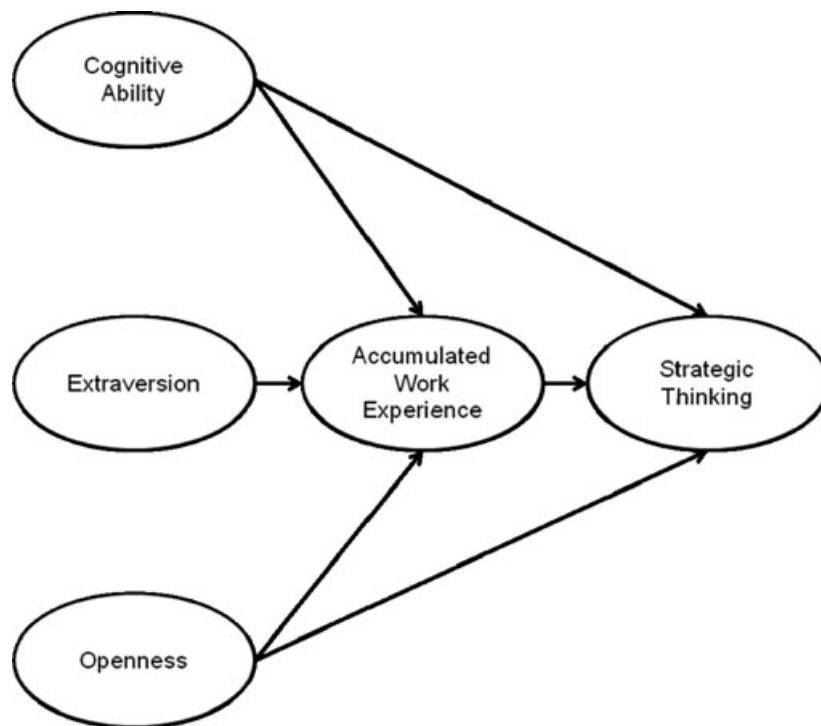 Cognitive
Ability
Extraversion
Accumulated
Work
Experience
Strategic
Thinking
Openness